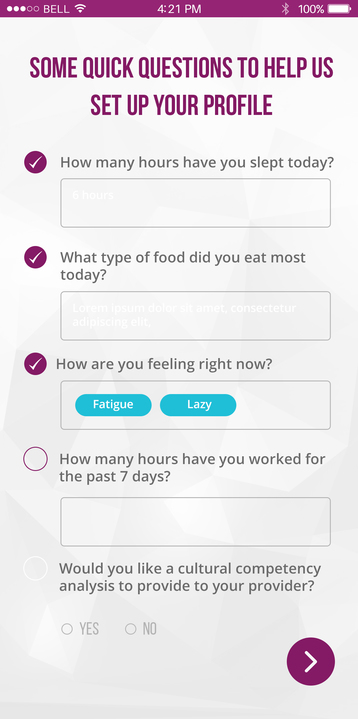 BELL 4:21 PM 100%
SOME QUICK QUESTIONS TO HELP US
SET UP YOUR PROFILE
How many hours have you slept today?
6 hours
What type of food did you eat most
today?
Lorem ipsum dolor sit amet, consectetur
adipiscing elit,
How are you feeling right now?
Fatigue Lazy
How many hours have you worked for
the past 7 days?
Would you like a cultural competency
analysis to provide to your provider?
YES NO